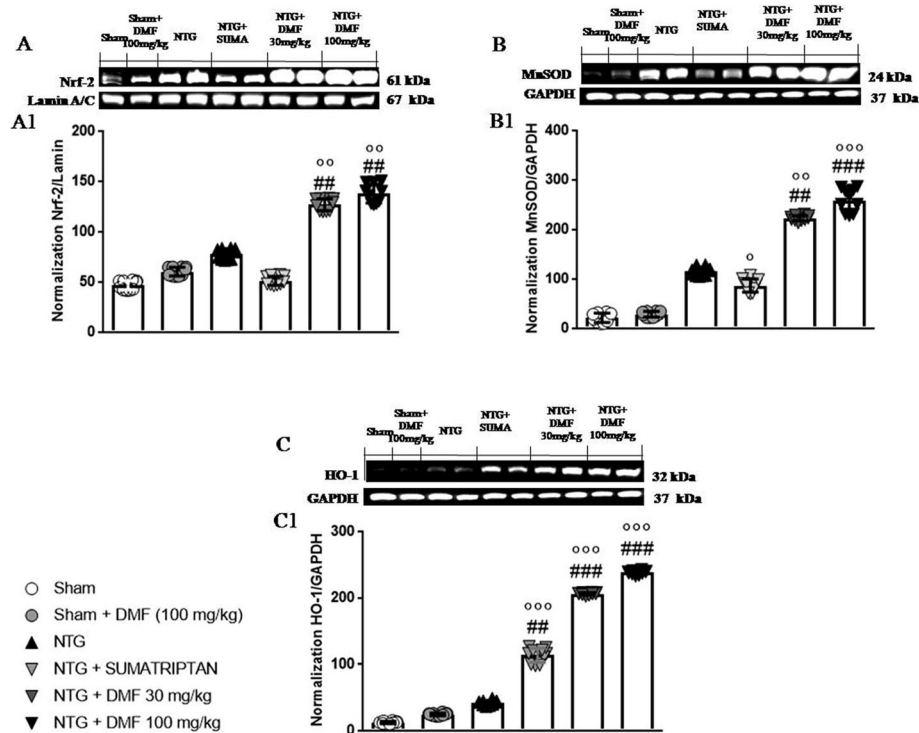 A
Sham
Sham+
DMF
100mg/kg
NTG
NTG+
SUMA
NTG+
DMF
30mg/kg
NTG+
DMF
100mg/kg
Nrf-2
61 kDa
Lamin A/C
67 kDa
A1
Normalization Nrf-2/Lamin
200
150
100
50
0
°°
##
°°
##
B
Sham
Sham+
DMF
100mg/kg
NTG
NTG+
SUMA
NTG+
DMF
30mg/kg
NTG+
DMF
100mg/kg
MnSOD
24 kDa
GAPDH
37 kDa
B1
Normalization MnSOD/GAPDH
400
300
200
100
0
°
°°
##
°°°
###
C
Sham
Sham+
DMF
100mg/kg
NTG
NTG+
SUMA
NTG+
DMF
30mg/kg
NTG+
DMF
100mg/kg
HO-1
32 kDa
GAPDH
37 kDa
C1
Normalization HO-1/GAPDH
300
200
100
0
°°°
##
°°°
###
°°°
###
Sham
Sham + DMF (100 mg/kg)
NTG
NTG + SUMATRIPTAN
NTG + DMF 30 mg/kg
NTG + DMF 100 mg/kg